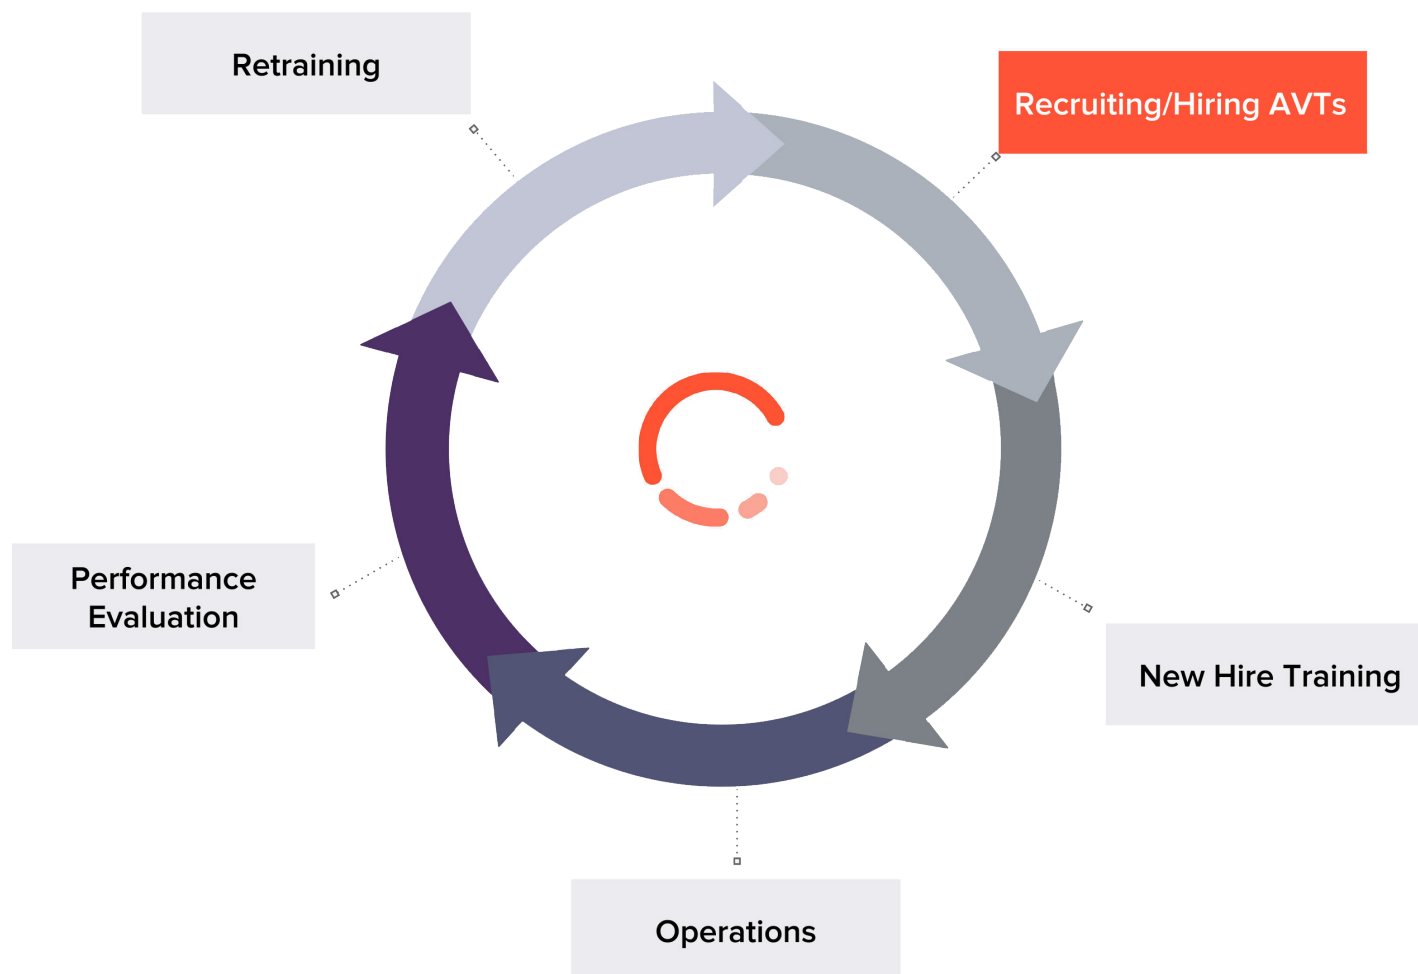 Retraining
Recruiting/Hiring AVTs
Performance
Evaluation
New Hire Training
Operations